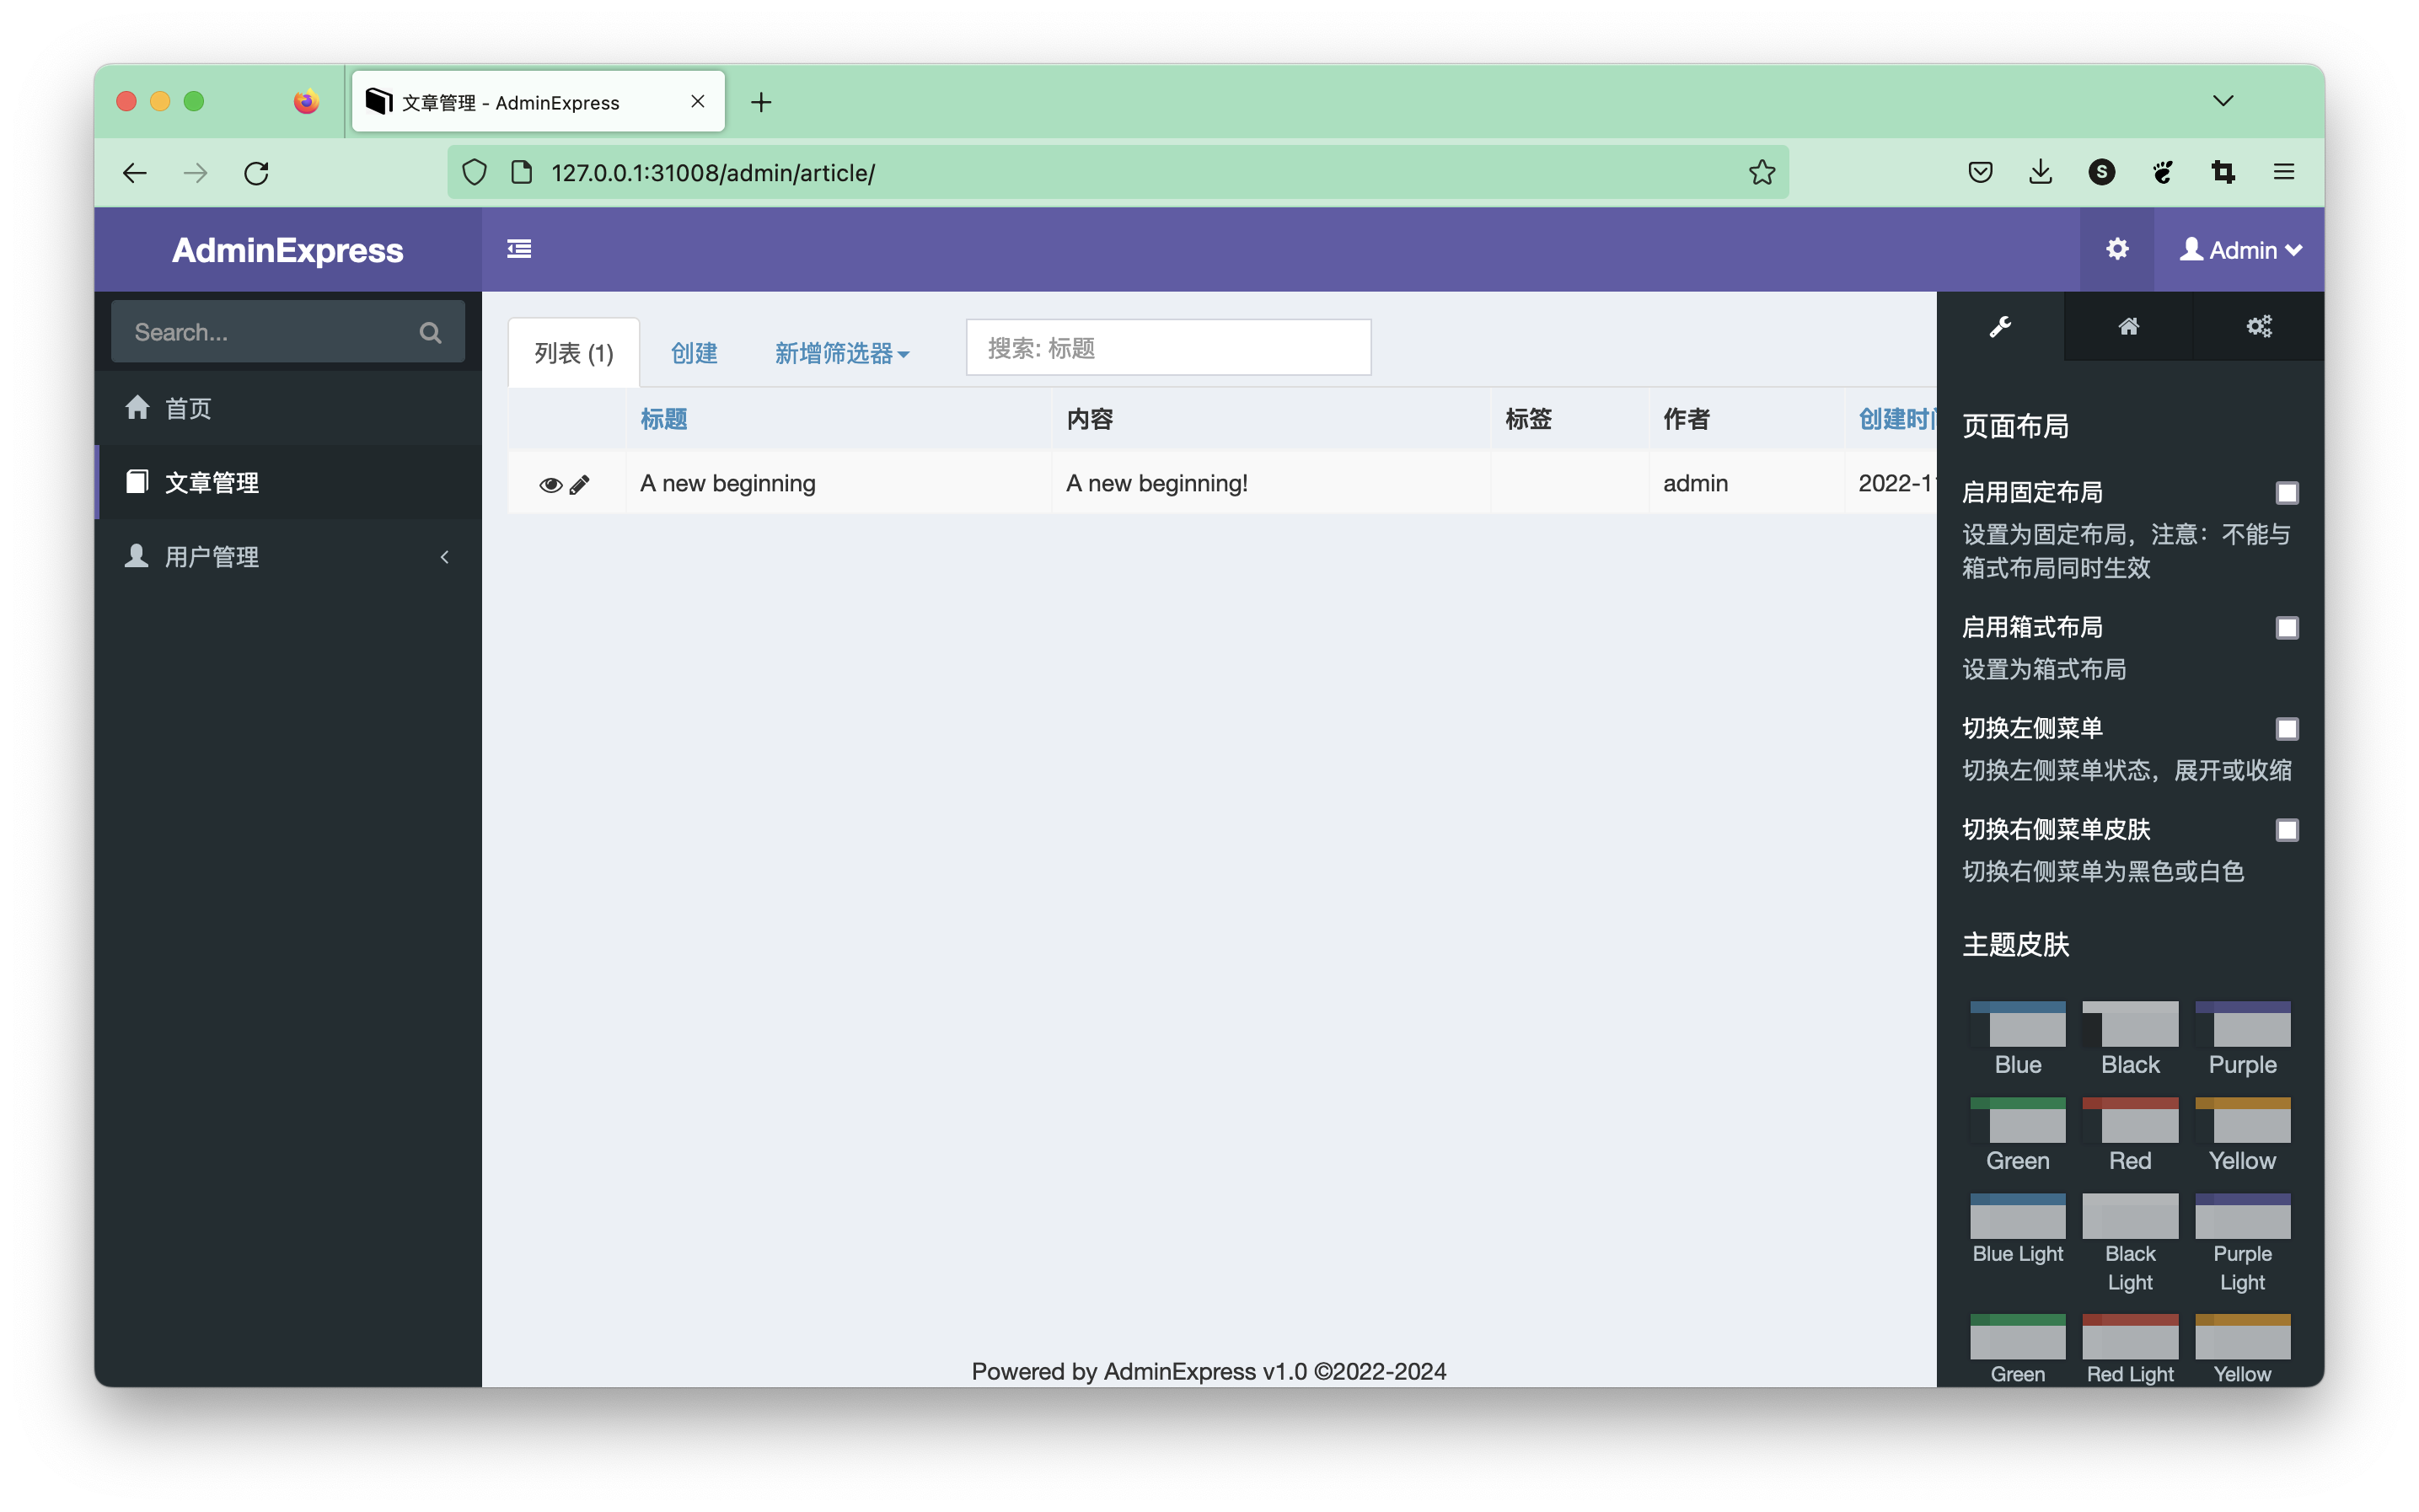 文章管理 - AdminExpress
127.0.0.1:31008/admin/article/
S
AdminExpress
Admin
Search...
首页
文章管理
用户管理
列表 (1)
创建
新增筛选器
搜索: 标题
标题 内容 标签 作者 创建时
A new beginning A new beginning! admin 2022-1
Powered by AdminExpress v1.0 ©2022-2024
页面布局
启用固定布局
设置为固定布局，注意：不能与
箱式布局同时生效
启用箱式布局
设置为箱式布局
切换左侧菜单
切换左侧菜单状态，展开或收缩
切换右侧菜单皮肤
切换右侧菜单为黑色或白色
主题皮肤
Blue Black Purple
Green Red Yellow
Blue Light Black Light Purple Light
Green Red Light Yellow